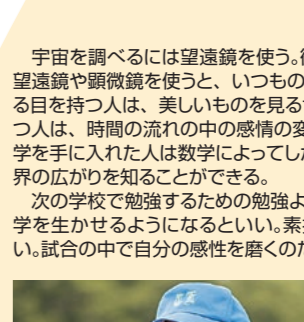 宇宙を調べるには望遠鏡を使う。
望遠鏡や顕微鏡を使うと、いつもの
る目を持つ人は、美しいものを見る
つ人は、時間の流れの中の感情の変
学を手に入れた人は数学によってし
界の広がりを知ることができる。
次の学校で勉強するための勉強よ
学を生かせるようになるといい。素
い。試合の中で自分の感性を磨くのた